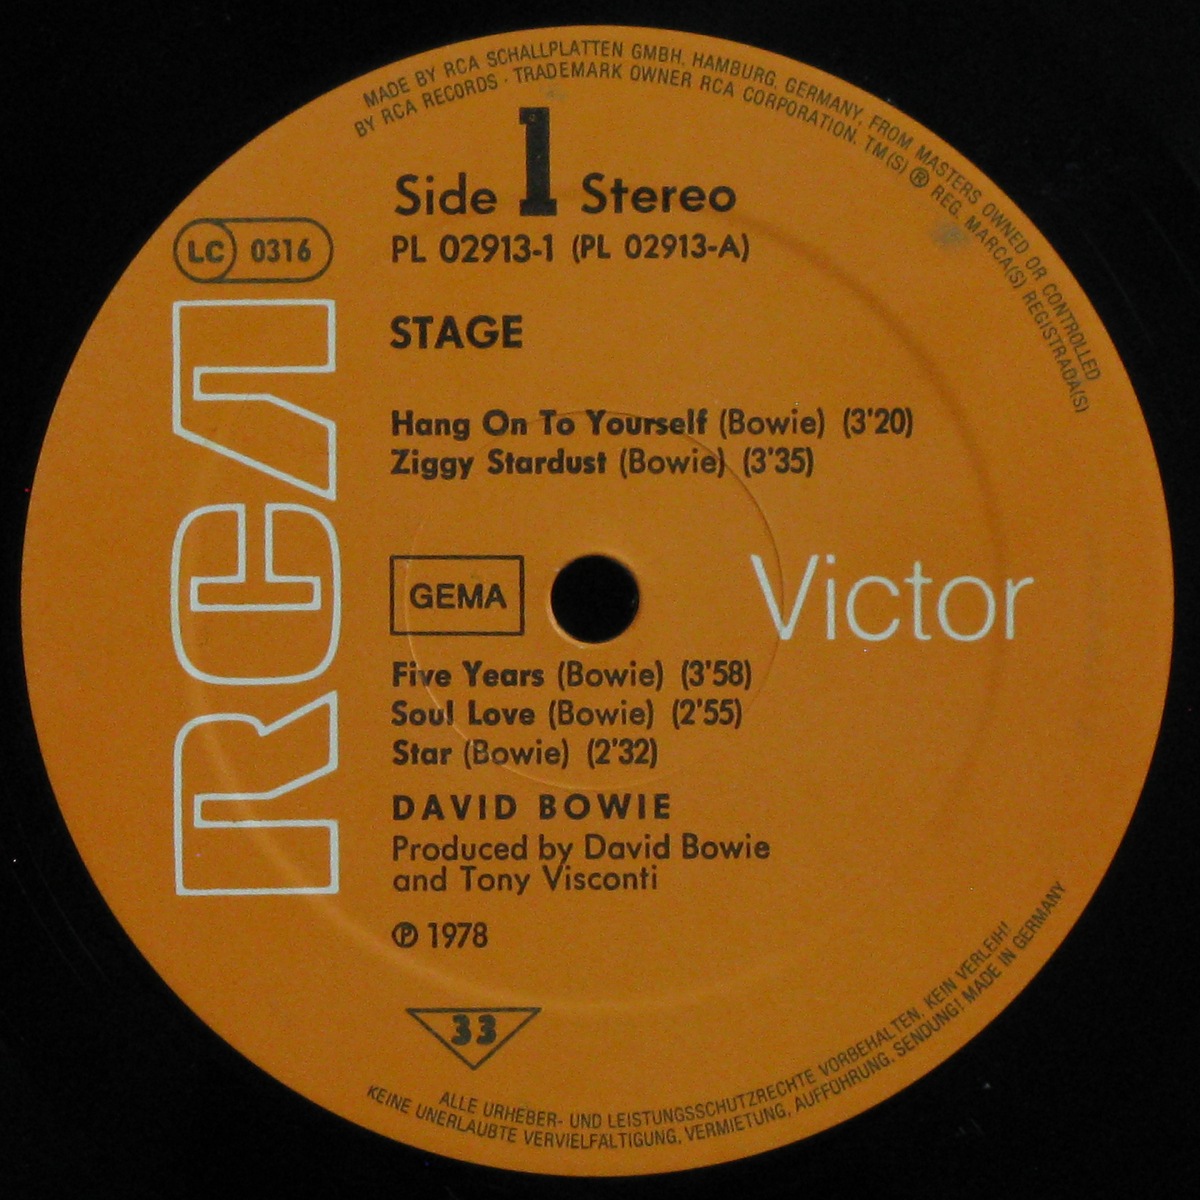 MADE BY RCA SCHALLPLATTEN GMBH, HAMBURG, GERMANY, FROM MASTERS OWNED OR CONTROLLED
BY RCA RECORDS · TRADEMARK OWNER RCA CORPORATION. TM(S) ® REG. MARCA(S) REGISTRADA(S)
Side 1 Stereo
PL 02913-1 (PL 02913-A)
LC 0316
STAGE
Hang On To Yourself (Bowie) (3'20)
Ziggy Stardust (Bowie) (3'35)
RCA
GEMA
Victor
Five Years (Bowie) (3'58)
Soul Love (Bowie) (2'55)
Star (Bowie) (2'32)
DAVID BOWIE
Produced by David Bowie
and Tony Visconti
℗ 1978
33
ALLE URHEBER- UND LEISTUNGSSCHUTZRECHTE VORBEHALTEN, KEIN VERLEIH!
KEINE UNERLAUBTE VERVIELFÄLTIGUNG, VERMIETUNG, AUFFÜHRUNG, SENDUNG! MADE IN GERMANY